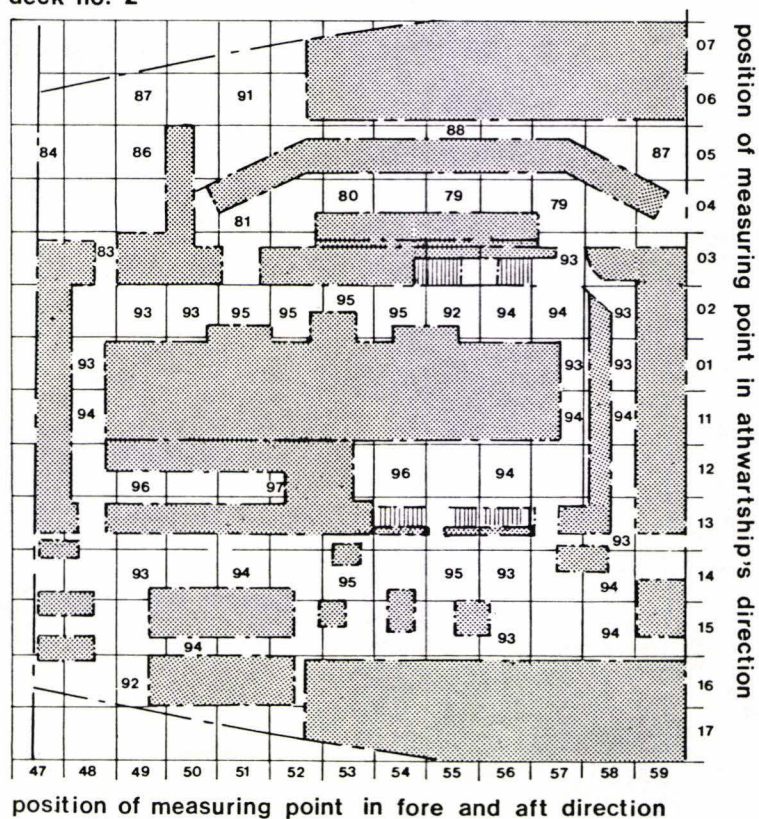 deck no. 2
07
87 91 06
88
84 86 87 05
80 79 79 04
81
83 93 03
95
93 93 95 95 95 92 94 94 93 02
93 93 93 01
94 94 94 11
96 94 12
96 97
13
93
93 94 95 95 93 94 14
94 93 94 15
92 16
17
47 48 49 50 51 52 53 54 55 56 57 58 59
position of measuring point in fore and aft direction
position of measuring point in athwartship's direction